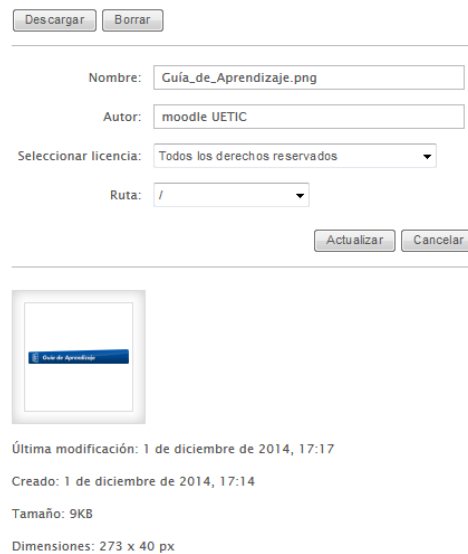 Descargar Borrar
Nombre: Guía_de_Aprendizaje.png
Autor: moodle UETIC
Seleccionar licencia: Todos los derechos reservados
Ruta: /
Actualizar Cancelar
Guía de Aprendizaje
Última modificación: 1 de diciembre de 2014, 17:17
Creado: 1 de diciembre de 2014, 17:14
Tamaño: 9KB
Dimensiones: 273 x 40 px